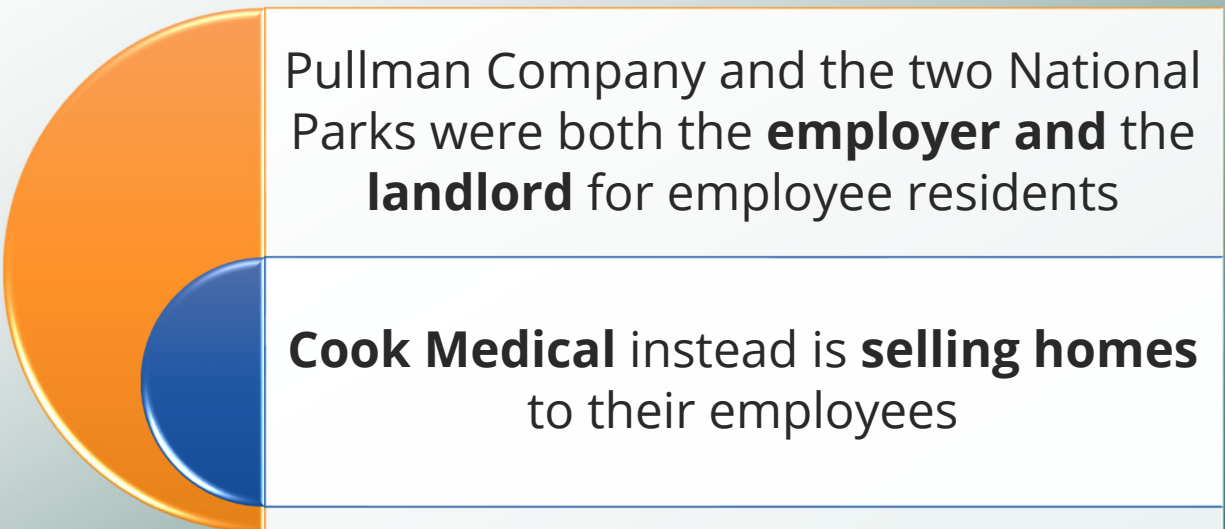 Pullman Company and the two National
Parks were both the employer and the
landlord for employee residents
Cook Medical instead is selling homes
to their employees